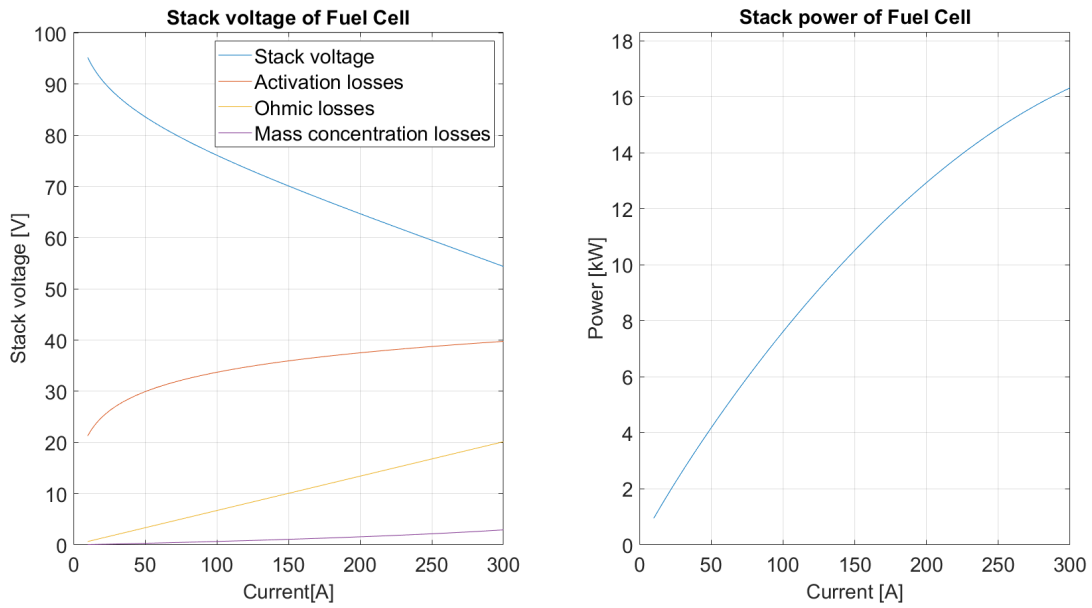 Stack voltage of Fuel Cell
100
90
80
70
60
50
40
30
20
10
0
Stack voltage [V]
Stack voltage
Activation losses
Ohmic losses
Mass concentration losses
0 50 100 150 200 250 300
Current[A]
Stack power of Fuel Cell
18
16
14
12
10
8
6
4
2
0
Power [kW]
0 50 100 150 200 250 300
Current [A]